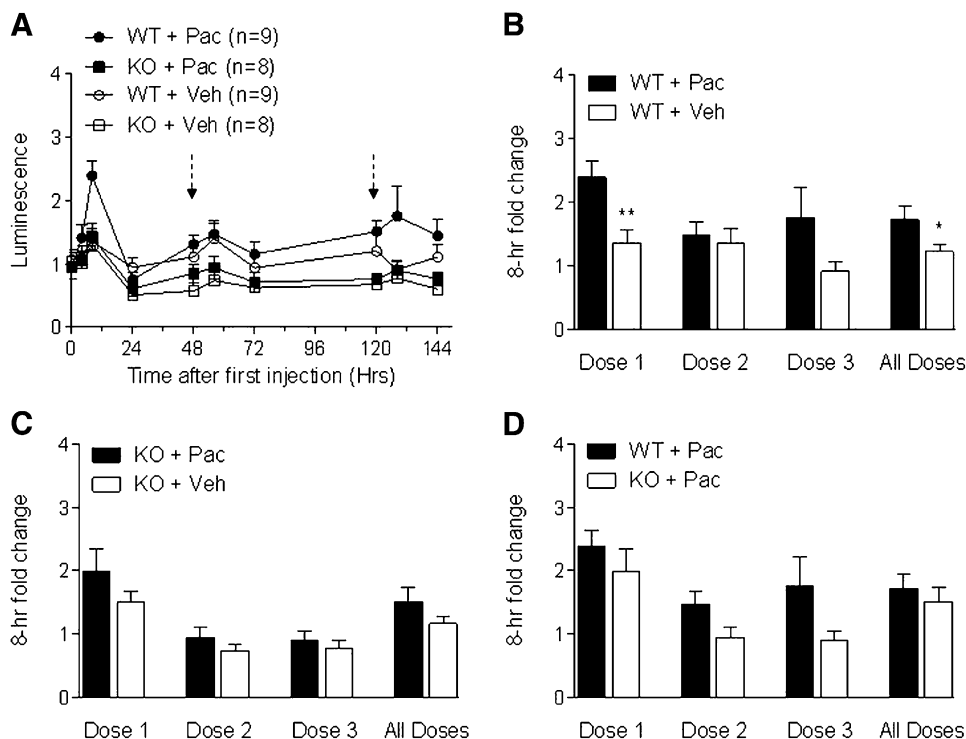 A
WT + Pac (n=9)
KO + Pac (n=8)
WT + Veh (n=9)
KO + Veh (n=8)
Luminescence
4
3
2
1
0
0 24 48 72 96 120 144
Time after first injection (Hrs)
B
WT + Pac
WT + Veh
8-hr fold change
4
3
2
1
0
**
*
Dose 1 Dose 2 Dose 3 All Doses
C
KO + Pac
KO + Veh
8-hr fold change
4
3
2
1
0
Dose 1 Dose 2 Dose 3 All Doses
D
WT + Pac
KO + Pac
8-hr fold change
4
3
2
1
0
Dose 1 Dose 2 Dose 3 All Doses